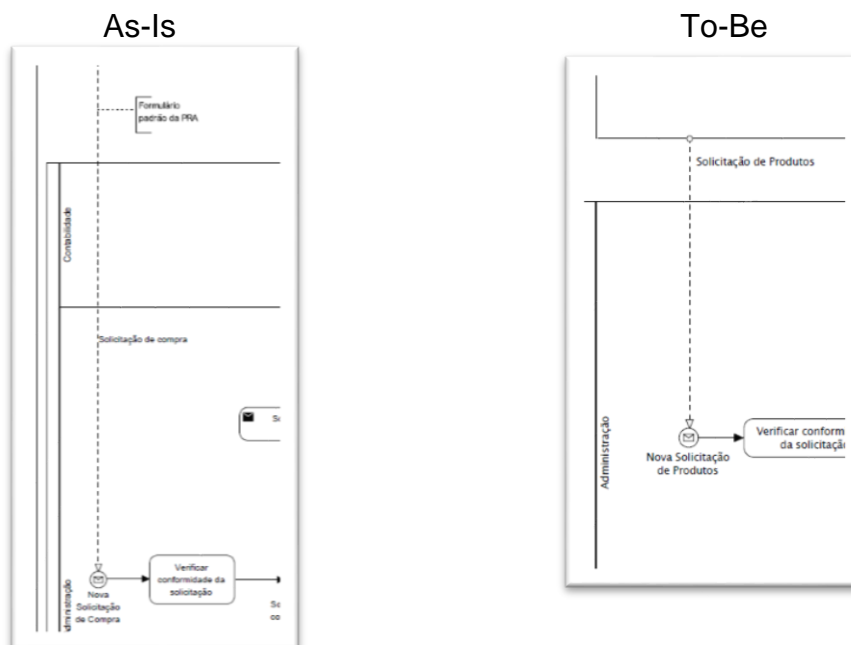 As-Is
To-Be
Formulário
padrão da PRA
Contabilidade
Solicitação de compra
Nova
Solicitação
de Compra
Verificar
conformidade da
solicitação
Solicitação de Produtos
Administração
Nova Solicitação
de Produtos
Verificar conform
da solicitaçã